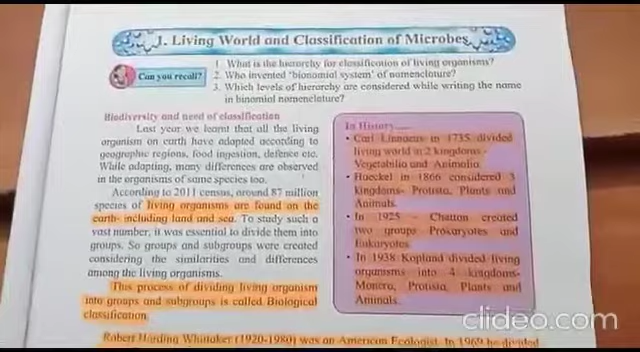 1. Living World and Classification of Microbes
Can you recall?
1. What is the hierarchy for classification of living organisms?
2. Who invented 'bionomial system' of nomenclature?
3. Which levels of hierarchy are considered while writing the name
in binomial nomenclature?
Biodiversity and need of classification
Last year we learnt that all the living
organism on earth have adapted according to
geographic regions, food ingestion, defence etc.
While adapting, many differences are observed
in the organisms of same species too.
According to 2011 census, around 87 million
species of living organisms are found on the
earth- including land and sea. To study such a
vast number, it was essential to divide them into
groups. So groups and subgroups were created
considering the similarities and differences
among the living organisms.
This process of dividing living organism
into groups and subgroups is called Biological
classification.
Robert Harding Whittaker (1920-1980) was an American Ecologist. In 1969 he divided
In History.....
• Carl Linnaeus in 1735 divided
living world in 2 kingdoms -
Vegetabilia and Animalia
• Haeckel in 1866 considered 3
kingdoms- Protista, Plants and
Animals.
• In 1925 - Chatton created
two groups Prokaryotes and
Eukaryotes
• In 1938 Kopland divided living
organisms into 4 kingdoms-
Monera, Protista, Plants and
Animals.
clideo.com